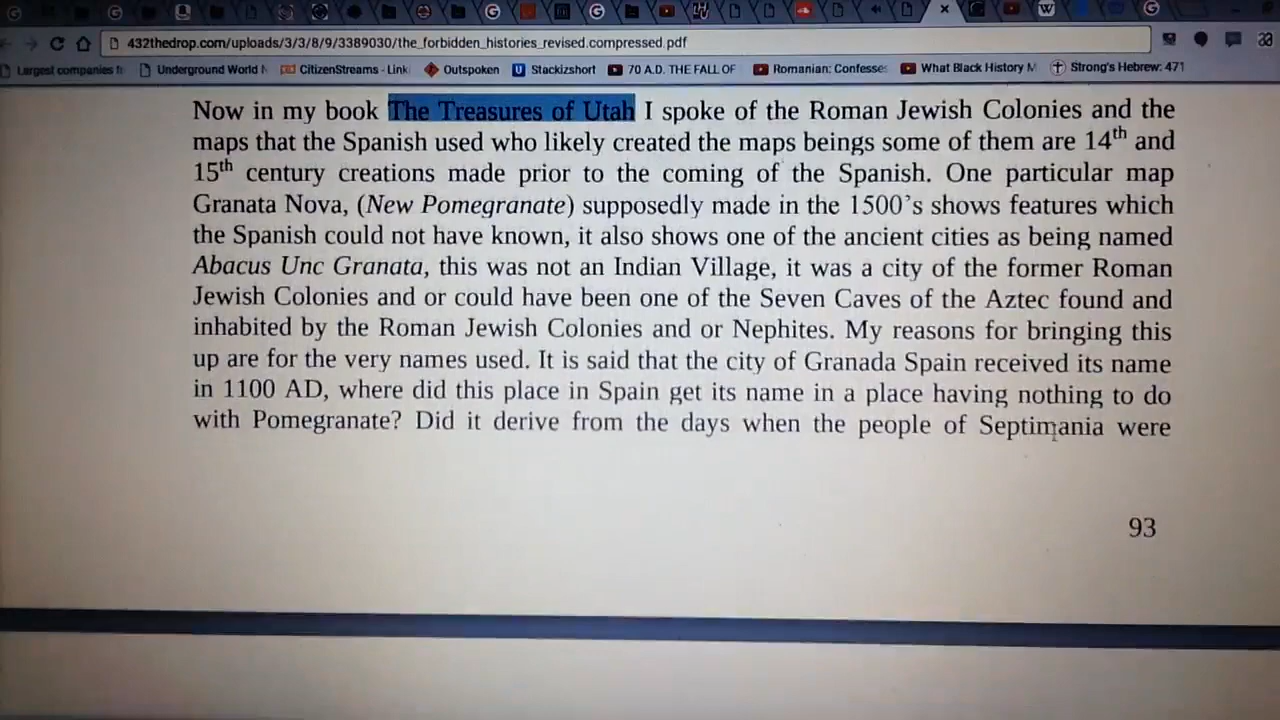 432thedrop.com/uploads/3/3/8/9/3389030/the_forbidden_histories_revised.compressed.pdf
Largest companies Underground World CitizenStreams - Link Outspoken Stackizshort 70 A.D. THE FALL OF Romanian: Confesse What Black History M Strong's Hebrew: 471
Now in my book The Treasures of Utah I spoke of the Roman Jewish Colonies and the
maps that the Spanish used who likely created the maps beings some of them are 14th and
15th century creations made prior to the coming of the Spanish. One particular map
Granata Nova, (New Pomegranate) supposedly made in the 1500's shows features which
the Spanish could not have known, it also shows one of the ancient cities as being named
Abacus Unc Granata, this was not an Indian Village, it was a city of the former Roman
Jewish Colonies and or could have been one of the Seven Caves of the Aztec found and
inhabited by the Roman Jewish Colonies and or Nephites. My reasons for bringing this
up are for the very names used. It is said that the city of Granada Spain received its name
in 1100 AD, where did this place in Spain get its name in a place having nothing to do
with Pomegranate? Did it derive from the days when the people of Septimania were
93